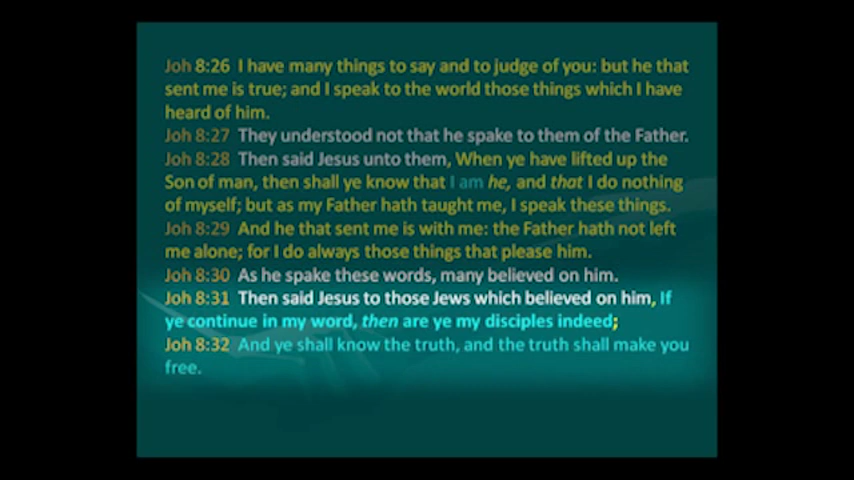 Joh 8:26 I have many things to say and to judge of you: but he that
sent me is true; and I speak to the world those things which I have
heard of him.
Joh 8:27 They understood not that he spake to them of the Father.
Joh 8:28 Then said Jesus unto them, When ye have lifted up the
Son of man, then shall ye know that I am he, and that I do nothing
of myself; but as my Father hath taught me, I speak these things.
Joh 8:29 And he that sent me is with me: the Father hath not left
me alone; for I do always those things that please him.
Joh 8:30 As he spake these words, many believed on him.
Joh 8:31 Then said Jesus to those Jews which believed on him, If
ye continue in my word, then are ye my disciples indeed;
Joh 8:32 And ye shall know the truth, and the truth shall make you
free.